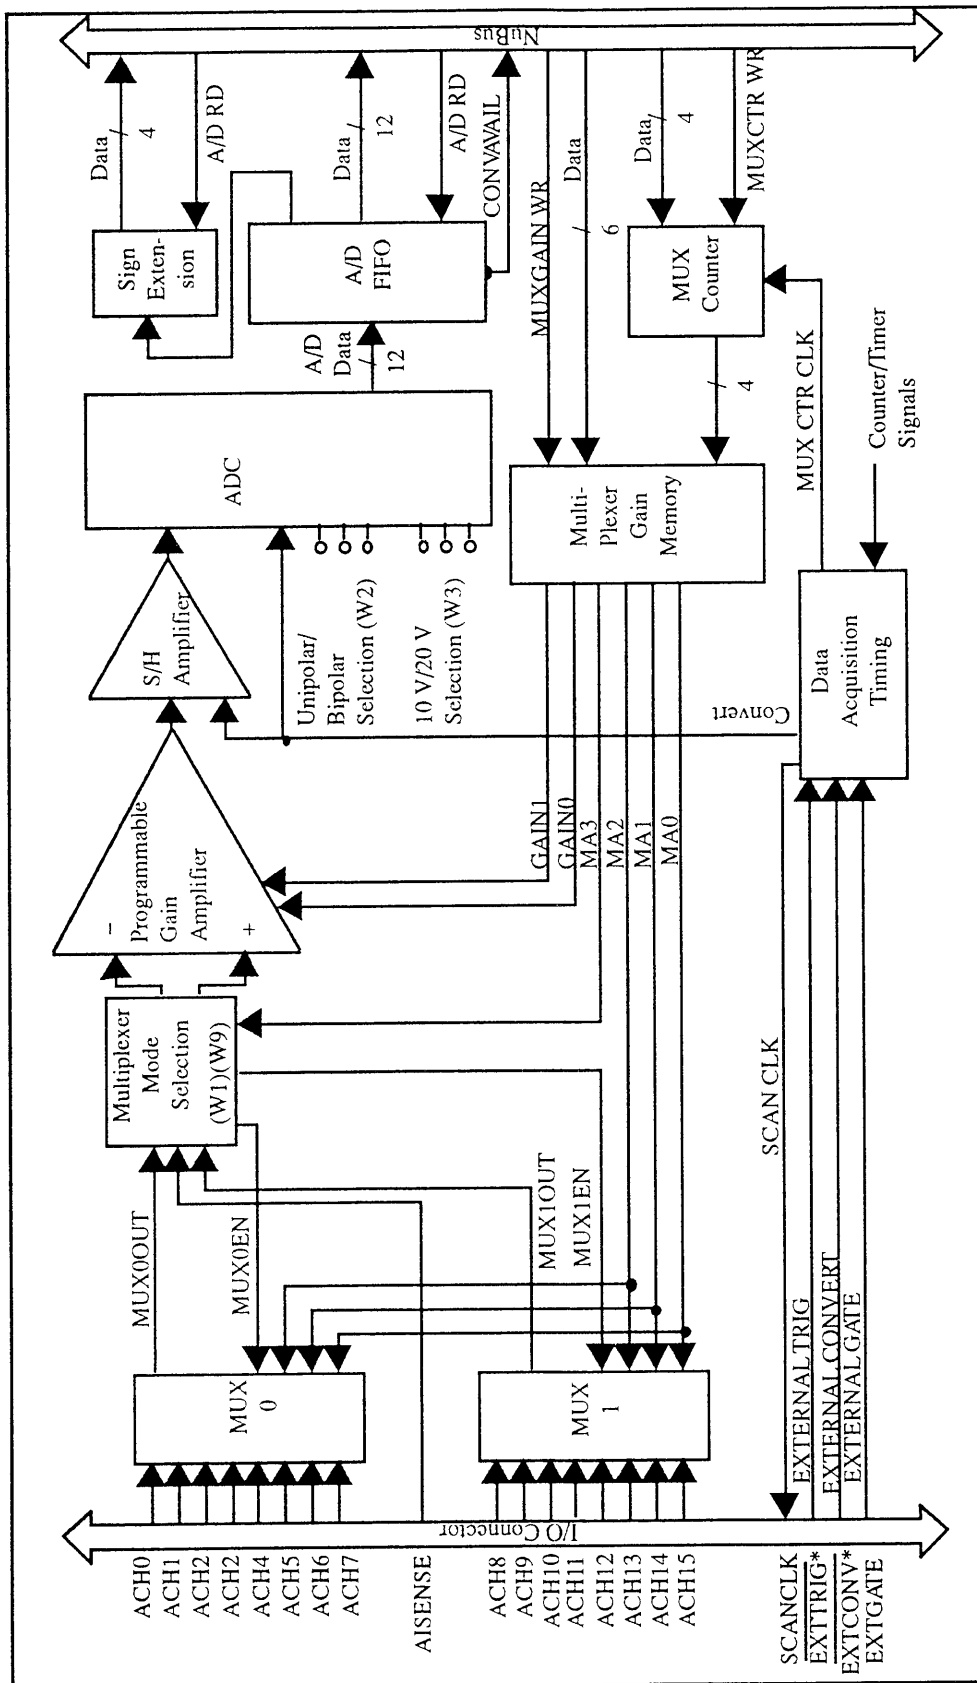 ACH0
ACH1
ACH2
ACH2
ACH4
ACH5
ACH6
ACH7
AISENSE
ACH8
ACH9
ACH10
ACH11
ACH12
ACH13
ACH14
ACH15
SCANCLK
EXTTRIG*
EXTCONV*
EXTGATE
I/O Connector
MUX
0
MUX
1
MUX0OUT
MUX0EN
MUX1OUT
MUX1EN
SCAN CLK
EXTERNAL TRIG
EXTERNAL CONVERT
EXTERNAL GATE
Multiplexer
Mode
Selection
(W1)(W9)
−
Programmable
Gain
Amplifier
+
GAIN1
GAIN0
MA3
MA2
MA1
MA0
S/H
Amplifier
Unipolar/
Bipolar
Selection (W2)
10 V/20 V
Selection (W3)
Convert
Data
Acquisition
Timing
ADC
Multi-
Plexer
Gain
Memory
MUX CTR CLK
Counter/Timer
Signals
A/D
Data
12
4
Sign
Exten-
sion
A/D
FIFO
MUX
Counter
Data
4
A/D RD
Data
12
A/D RD
CONVAVAIL
MUXGAIN WR
Data
6
Data
4
MUXCTR WR
NuBus